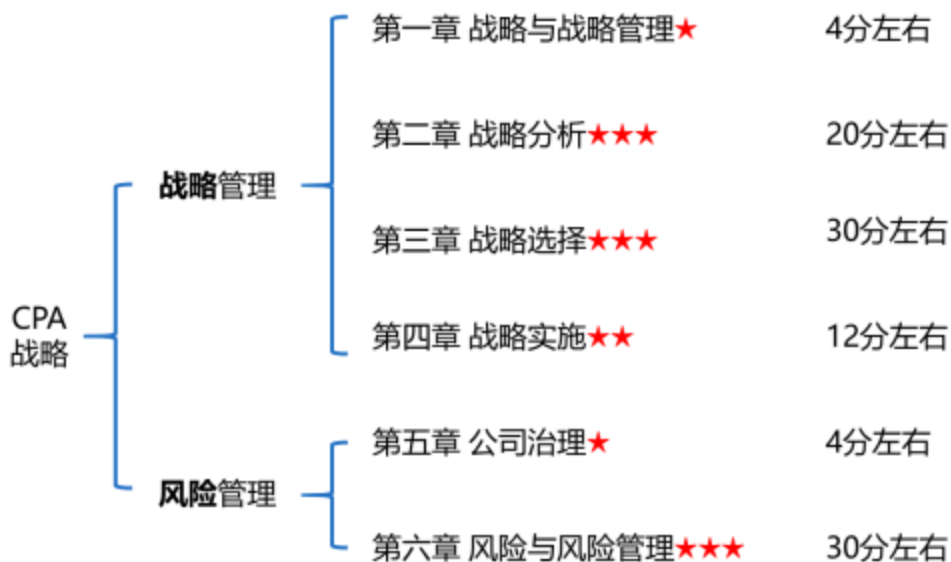 CPA
战略
战略管理
第一章 战略与战略管理★ 4分左右
第二章 战略分析★★★ 20分左右
第三章 战略选择★★★ 30分左右
第四章 战略实施★★ 12分左右
风险管理
第五章 公司治理★ 4分左右
第六章 风险与风险管理★★★ 30分左右